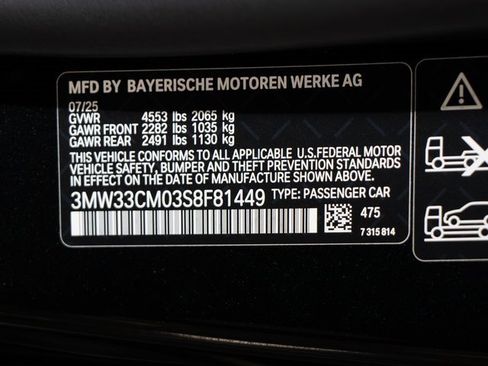 MFD BY BAYERISCHE MOTOREN WERKE AG
07/25
GVWR 4553 lbs 2065 kg
GAWR FRONT 2282 lbs 1035 kg
GAWR REAR 2491 lbs 1130 kg
THIS VEHICLE CONFORMS TO ALL APPLICABLE U.S.FEDERAL MOTOR
VEHICLE SAFETY, BUMPER AND THEFT PREVENTION STANDARDS IN
EFFECT ON THE DATE OF MANUFACTURE SHOWN ABOVE.
3MW33CM03S8F81449 TYPE: PASSENGER CAR
475
7 315 814